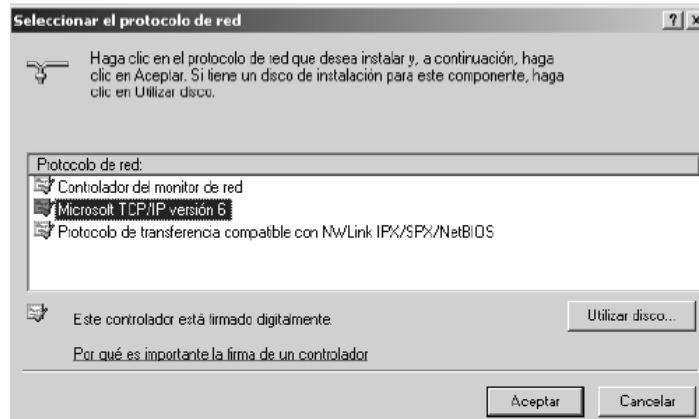 Seleccionar el protocolo de red
Haga clic en el protocolo de red que desea instalar y, a continuación, haga
clic en Aceptar. Si tiene un disco de instalación para este componente, haga
clic en Utilizar disco.
Protocolo de red:
Controlador del monitor de red
Microsoft TCP/IP versión 6
Protocolo de transferencia compatible con NWLink IPX/SPX/NetBIOS
Este controlador está firmado digitalmente.
Utilizar disco...
Por qué es importante la firma de un controlador
Aceptar
Cancelar